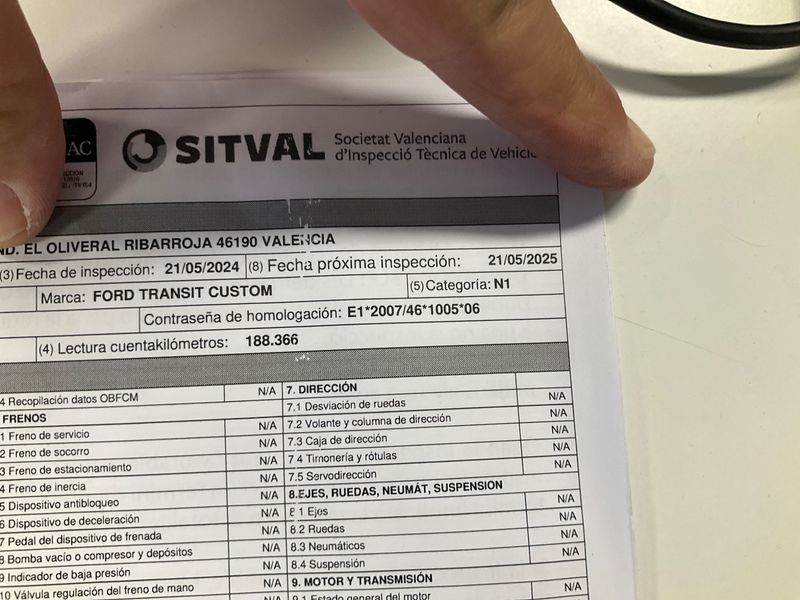 AC
SITVAL
Societat Valenciana
d'Inspecció Tècnica de
EL OLIVERAL RIBARROJA 46190 VALENCIA
(3) Fecha de inspección: 21/05/2024 (8) Fecha próxima inspección: 21/05/2025
Marca: FORD TRANSIT CUSTOM (5) Categoría: N1
Contraseña de homologación: E1*2007/46*1005*06
(4) Lectura cuentakilómetros: 188.366
4 Recopilación datos OBFCM N/A
FRENOS
1 Freno de servicio N/A
2 Freno de socorro N/A
3 Freno de estacionamiento N/A
4 Freno de inercia N/A
5 Dispositivo antibloqueo N/A
6 Dispositivo de deceleración N/A
7 Pedal del dispositivo de frenada N/A
8 Bomba vacío o compresor y depósitos N/A
9 Indicador de baja presión N/A
10 Válvula regulación del freno de mano N/A
N/A
7. DIRECCIÓN
7.1 Desviación de ruedas N/A
7.2 Volante y columna de dirección N/A
7.3 Caja de dirección N/A
7 4 Tirnonería y rótulas N/A
7.5 Servodirección N/A
8.EJES, RUEDAS, NEUMÁT, SUSPENSION
8 1 Ejes N/A
8.2 Ruedas N/A
8.3 Neumáticos N/A
8.4 Suspensión N/A
9. MOTOR Y TRANSMISIÓN
9.1 Estado general del motor N/A